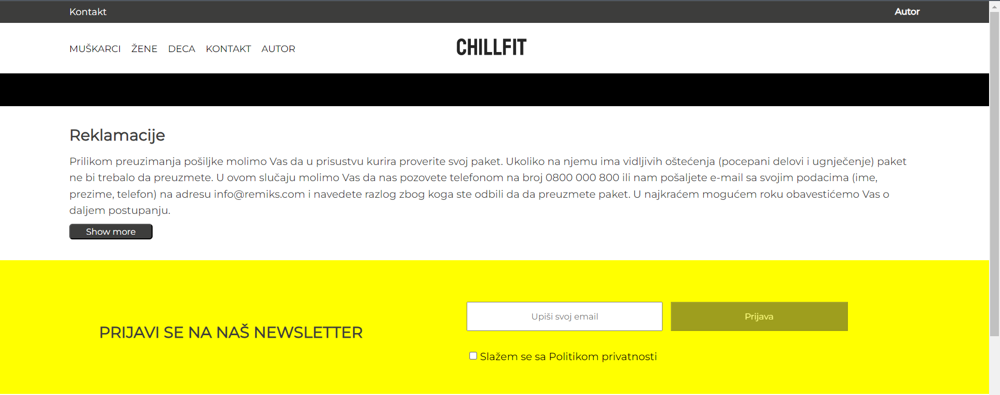 Kontakt
Autor
MUŠKARCI ŽENE DECA KONTAKT AUTOR
CHILLFIT
Reklamacije
Prilikom preuzimanja pošiljke molimo Vas da u prisustvu kurira proverite svoj paket. Ukoliko na njemu ima vidljivih oštećenja (pocepani delovi i ugnječenje) paket
ne bi trebalo da preuzmete. U ovom slučaju molimo Vas da nas pozovete telefonom na broj 0800 000 800 ili nam pošaljete e-mail sa svojim podacima (ime,
prezime, telefon) na adresu info@remiks.com i navedete razlog zbog koga ste odbili da da preuzmete paket. U najkraćem mogućem roku obavestićemo Vas o
daljem postupanju.
Show more
PRIJAVI SE NA NAŠ NEWSLETTER
Upiši svoj email
Prijava
Slažem se sa Politikom privatnosti